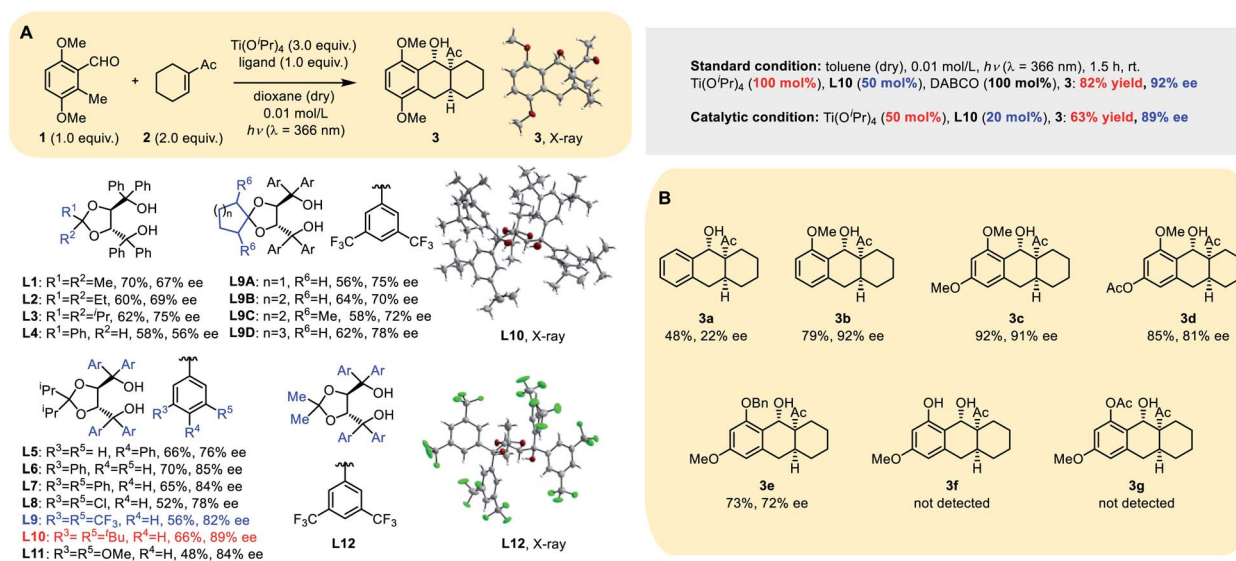 A
OMe
CHO
Me
OMe
1 (1.0 equiv.)
+
Ac
2 (2.0 equiv.)
Ti(OⁱPr)₄ (3.0 equiv.)
ligand (1.0 equiv.)
dioxane (dry)
0.01 mol/L
hν (λ = 366 nm)
OMe OH
Ac
OMe
H
3
3, X-ray
Standard condition: toluene (dry), 0.01 mol/L, hν (λ = 366 nm), 1.5 h, rt.
Ti(OⁱPr)₄ (100 mol%), L10 (50 mol%), DABCO (100 mol%), 3: 82% yield, 92% ee
Catalytic condition: Ti(OⁱPr)₄ (50 mol%), L10 (20 mol%), 3: 63% yield, 89% ee
Ph Ph
R¹ O OH
R² O OH
Ph Ph
L1: R¹=R²=Me, 70%, 67% ee
L2: R¹=R²=Et, 60%, 69% ee
L3: R¹=R²=ⁱPr, 62%, 75% ee
L4: R¹=Ph, R²=H, 58%, 56% ee
R⁶ Ar Ar
( )n O OH
O OH
R⁶ Ar Ar
F₃C CF₃
L9A: n=1, R⁶=H, 56%, 75% ee
L9B: n=2, R⁶=H, 64%, 70% ee
L9C: n=2, R⁶=Me, 58%, 72% ee
L9D: n=3, R⁶=H, 62%, 78% ee
L10, X-ray
Ar Ar
ⁱPr O OH
ⁱPr O OH
Ar Ar
R³ R⁵
R⁴
L5: R³=R⁵= H, R⁴=Ph, 66%, 76% ee
L6: R³=Ph, R⁴=R⁵=H, 70%, 85% ee
L7: R³=R⁵=Ph, R⁴=H, 65%, 84% ee
L8: R³=R⁵=Cl, R⁴=H, 52%, 78% ee
L9: R³=R⁵=CF₃, R⁴=H, 56%, 82% ee
L10: R³= R⁵=ᵗBu, R⁴=H, 66%, 89% ee
L11: R³=R⁵=OMe, R⁴=H, 48%, 84% ee
Ar Ar
Me O OH
Me O OH
Ar Ar
F₃C CF₃
L12
L12, X-ray
B
OH
Ac
H
3a
48%, 22% ee
OMe OH
Ac
H
3b
79%, 92% ee
OMe OH
Ac
MeO
H
3c
92%, 91% ee
OMe OH
Ac
AcO
H
3d
85%, 81% ee
OBn OH
Ac
MeO
H
3e
73%, 72% ee
OH OH
Ac
MeO
H
3f
not detected
OAc OH
Ac
MeO
H
3g
not detected